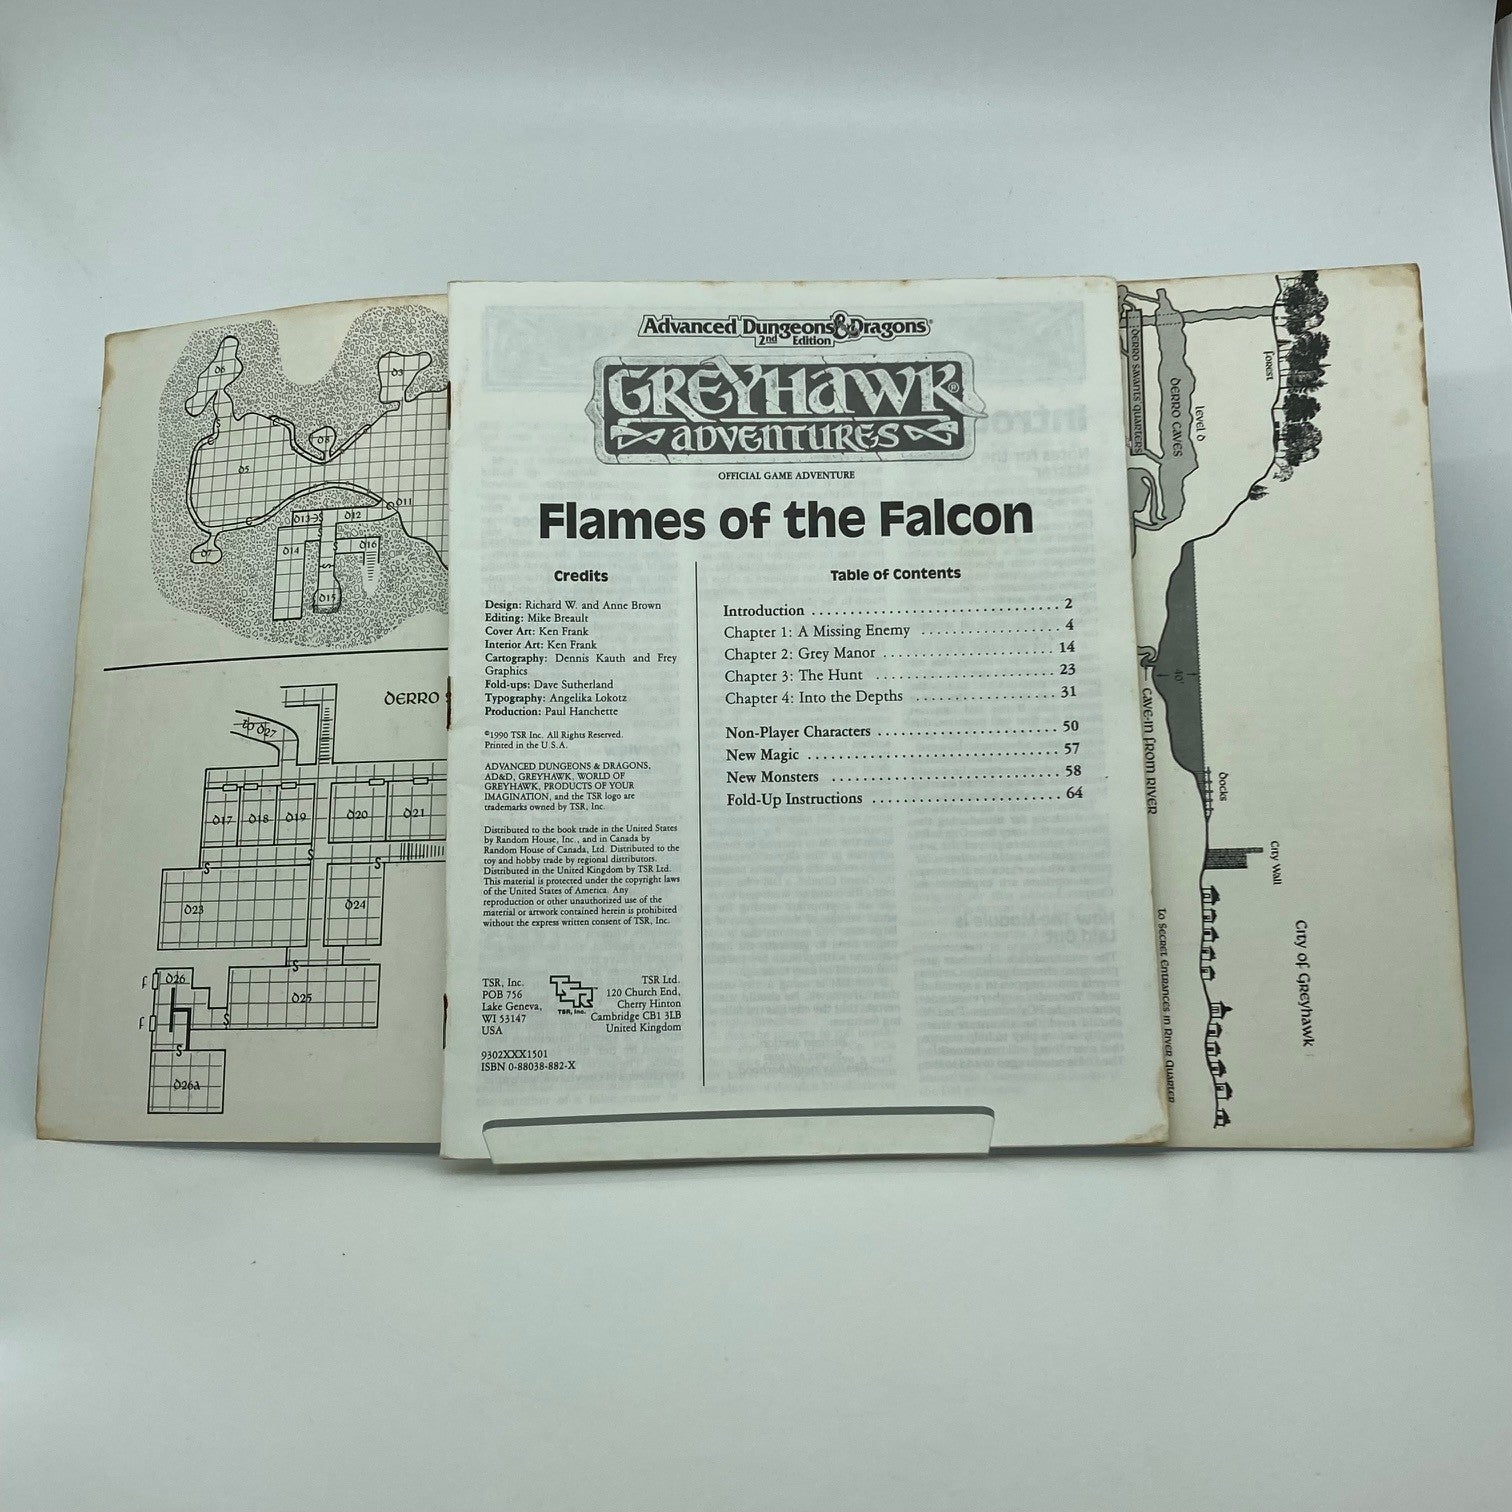 D6
D3
D8
D5
D11
D13
S
D12
D14
D16
D7
S
D15
DERRO S
to D27
D17
D18
D19
D20
D21
S
S
D23
D24
S
D26
D25
S
S
D26a
Advanced Dungeons & Dragons®
2nd Edition
GREYHAWK®
ADVENTURES
OFFICIAL GAME ADVENTURE
Flames of the Falcon
Credits
Design: Richard W. and Anne Brown
Editing: Mike Breault
Cover Art: Ken Frank
Interior Art: Ken Frank
Cartography: Dennis Kauth and Frey
Graphics
Fold-ups: Dave Sutherland
Typography: Angelika Lokotz
Production: Paul Hanchette
©1990 TSR Inc. All Rights Reserved.
Printed in the U.S.A.
ADVANCED DUNGEONS & DRAGONS,
AD&D, GREYHAWK, WORLD OF
GREYHAWK, PRODUCTS OF YOUR
IMAGINATION, and the TSR logo are
trademarks owned by TSR, Inc.
Distributed to the book trade in the United States
by Random House, Inc., and in Canada by
Random House of Canada, Ltd. Distributed to the
toy and hobby trade by regional distributors.
Distributed in the United Kingdom by TSR Ltd.
This material is protected under the copyright laws
of the United States of America. Any
reproduction or other unauthorized use of the
material or artwork contained herein is prohibited
without the express written consent of TSR, Inc.
TSR, Inc.
POB 756
Lake Geneva,
WI 53147
USA
TSR, Inc.
TSR Ltd.
120 Church End,
Cherry Hinton
Cambridge CB1 3LB
United Kingdom
9302XXX1501
ISBN 0-88038-882-X
Table of Contents
Introduction ................................ 2
Chapter 1: A Missing Enemy .................. 4
Chapter 2: Grey Manor ....................... 14
Chapter 3: The Hunt ........................ 23
Chapter 4: Into the Depths ................... 31
Non-Player Characters ........................ 50
New Magic ................................. 57
New Monsters .............................. 58
Fold-Up Instructions ......................... 64
DERRO SAVANTS QUARTERS
DERRO CAVES
Level D
Forest
40'
CAVE-IN FROM RIVER
Docks
City Wall
City of Greyhawk
to Secret Entrances in River Quarter